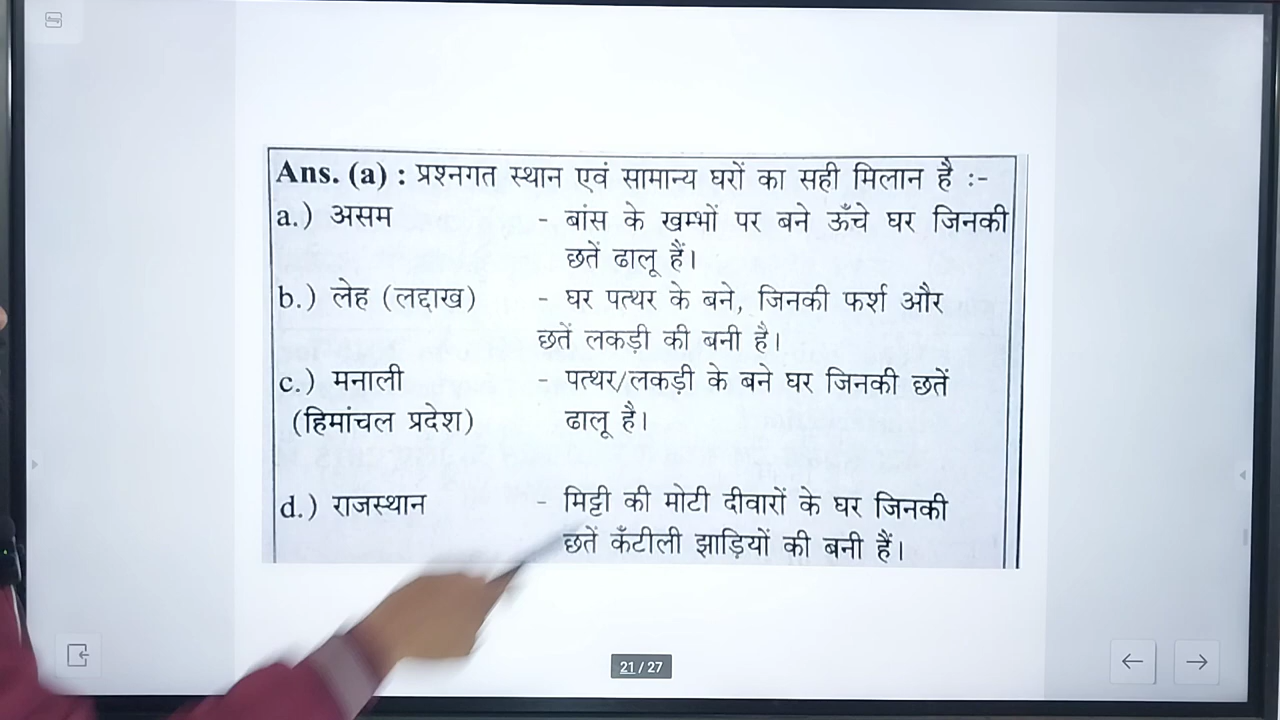 Ans. (a) : प्रश्नगत स्थान एवं सामान्य घरों का सही मिलान है :-
a.) असम - बांस के खम्भों पर बने ऊँचे घर जिनकी
छतें ढालू हैं।
b.) लेह (लद्दाख) - घर पत्थर के बने, जिनकी फर्श और
छतें लकड़ी की बनी है।
c.) मनाली - पत्थर/लकड़ी के बने घर जिनकी छतें
(हिमांचल प्रदेश) ढालू है।
d.) राजस्थान - मिट्टी की मोटी दीवारों के घर जिनकी
छतें कँटीली झाड़ियों की बनी हैं।
21 / 27